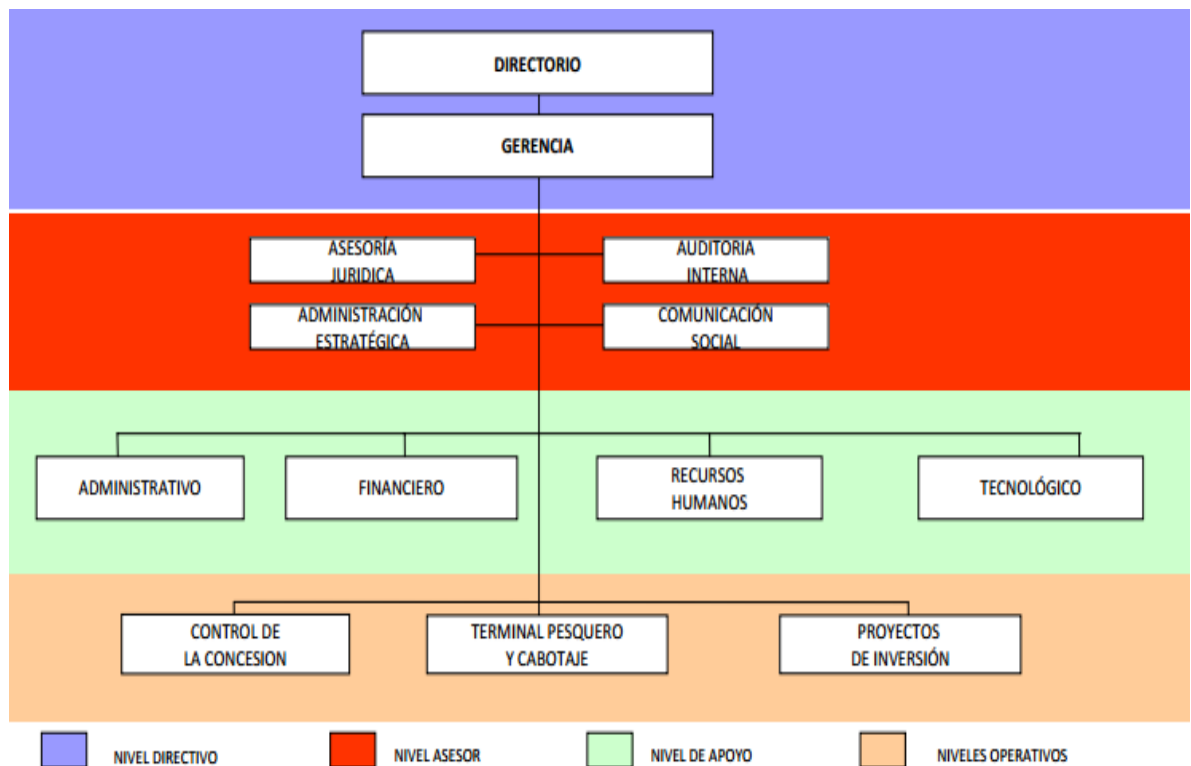 DIRECTORIO
GERENCIA
ASESORÍA
JURIDICA
AUDITORIA
INTERNA
ADMINISTRACIÓN
ESTRATÉGICA
COMUNICACIÓN
SOCIAL
ADMINISTRATIVO
FINANCIERO
RECURSOS
HUMANOS
TECNOLÓGICO
CONTROL DE
LA CONCESION
TERMINAL PESQUERO
Y CABOTAJE
PROYECTOS
DE INVERSIÓN
NIVEL DIRECTIVO
NIVEL ASESOR
NIVEL DE APOYO
NIVELES OPERATIVOS